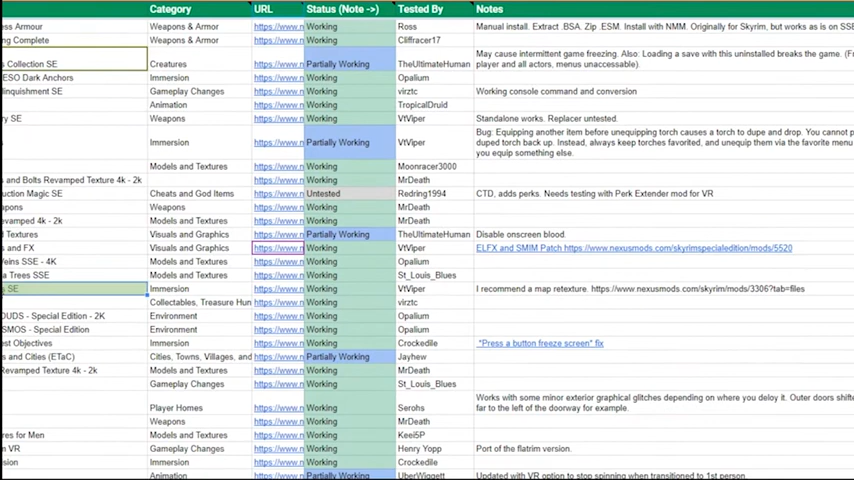 Category URL Status (Note ->) Tested By Notes
ess Armour Weapons & Armor https://www.n Working Ross Manual install. Extract .BSA. Zip .ESM. Install with NMM. Originally for Skyrim, but works as is on SSE
ng Complete Weapons & Armor https://www.n Working Cliffracer17
May cause intermittent game freezing. Also: Loading a save with this uninstalled breaks the game. (Fr
s Collection SE Creatures https://www.n Partially Working TheUltimateHuman player and all actors, menus unaccessable).
ESO Dark Anchors Immersion https://www.n Working Opalium
linquishment SE Gameplay Changes https://www.n Working virztc Working console command and conversion
Animation https://www.n Working TropicalDruid
ry SE Weapons https://www.n Working VtViper Standalone works. Replacer untested.
Bug: Equipping another item before unequipping torch causes a torch to dupe and drop. You cannot p
Immersion https://www.n Partially Working VtViper duped torch back up. Instead, always keep torches favorited, and unequip them via the favorite menu
you equip something else.
Models and Textures https://www.n Working Moonracer3000
and Bolts Revamped Texture 4k - 2k https://www.n Working MrDeath
uction Magic SE Cheats and God Items https://www.n Untested Redring1994 CTD, adds perks. Needs testing with Perk Extender mod for VR
apons Weapons https://www.n Working MrDeath
evamped 4k - 2k Models and Textures https://www.n Working MrDeath
d Textures Visuals and Graphics https://www.n Partially Working TheUltimateHuman Disable onscreen blood.
s and FX Visuals and Graphics https://www.n Working VtViper ELFX and SMIM Patch https://www.nexusmods.com/skyrimspecialedition/mods/5520
Veins SSE - 4K Models and Textures https://www.n Working Opalium
a Trees SSE Models and Textures https://www.n Working St_Louis_Blues
SE Immersion https://www.n Working VtViper I recommend a map retexture. https://www.nexusmods.com/skyrim/mods/3306?tab=files
Collectables, Treasure Hun https://www.n Working virztc
OUDS - Special Edition - 2K Environment https://www.n Working Opalium
SMOS - Special Edition Environment https://www.n Working Opalium
est Objectives Immersion https://www.n Working Crockedile "Press a button freeze screen" fix
s and Cities (ETaC) Cities, Towns, Villages, and https://www.n Partially Working Jayhew
Revamped Texture 4k - 2k Models and Textures https://www.n Working MrDeath
Gameplay Changes https://www.n Working St_Louis_Blues
Works with some minor exterior graphical glitches depending on where you deloy it. Outer doors shifte
Player Homes https://www.n Working Serohs far to the left of the doorway for example.
Weapons https://www.n Working MrDeath
res for Men Models and Textures https://www.n Working Keei5P
m VR Gameplay Changes https://www.n Working Henry Yopp Port of the flatrim version.
ision Immersion https://www.n Working Crockedile
Animation https://www.n Partially Working UberWiggett Updated with VR option to stop spinning when transitioned to 1st person.